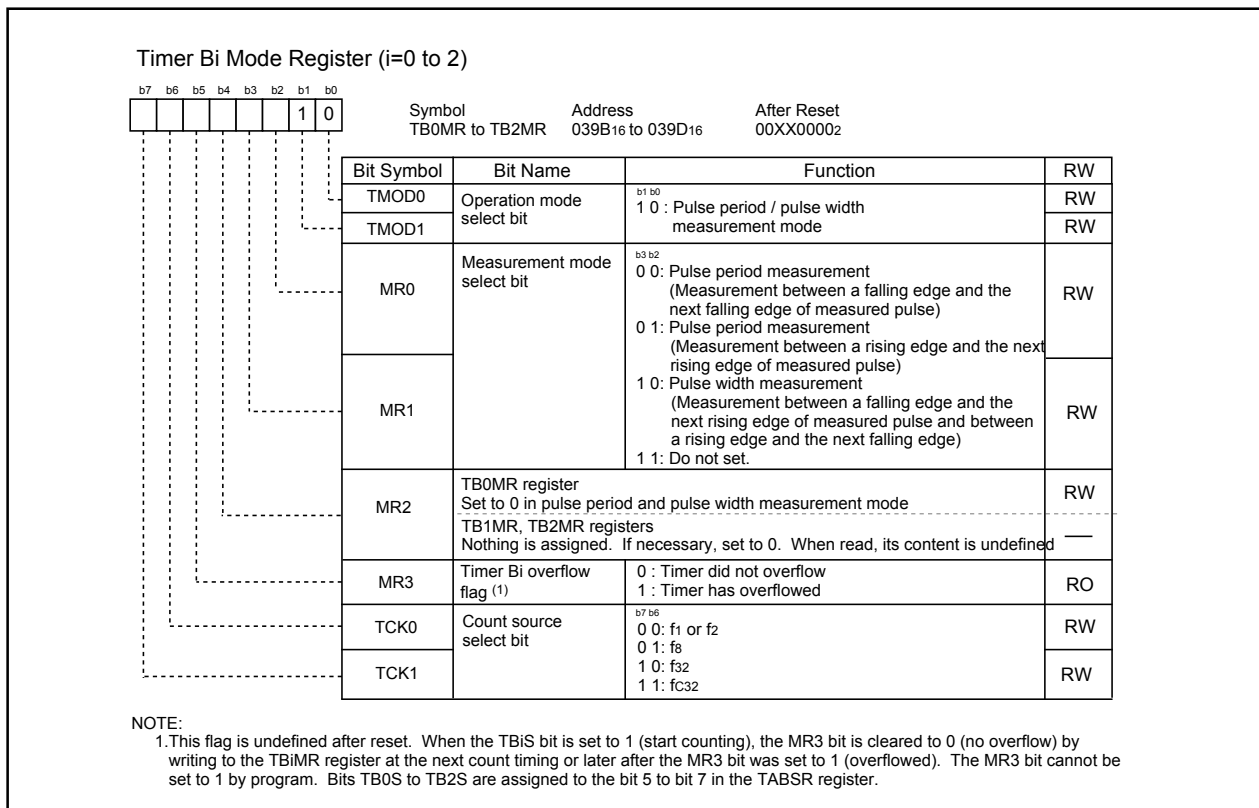 Timer Bi Mode Register (i=0 to 2)
b7 b6 b5 b4 b3 b2 b1 b0
1 0
Symbol Address After Reset
TB0MR to TB2MR 039B16 to 039D16 00XX00002
Bit Symbol Bit Name Function RW
TMOD0 Operation mode select bit b1 b0 RW
1 0 : Pulse period / pulse width
TMOD1 measurement mode RW
Measurement mode select bit
b3 b2
0 0: Pulse period measurement
MR0 (Measurement between a falling edge and the RW
next falling edge of measured pulse)
0 1: Pulse period measurement
(Measurement between a rising edge and the next
rising edge of measured pulse)
1 0: Pulse width measurement
MR1 (Measurement between a falling edge and the RW
next rising edge of measured pulse and between
a rising edge and the next falling edge)
1 1: Do not set.
MR2 TB0MR register
Set to 0 in pulse period and pulse width measurement mode RW
TB1MR, TB2MR registers
Nothing is assigned. If necessary, set to 0. When read, its content is undefined —
MR3 Timer Bi overflow flag (1) 0 : Timer did not overflow RO
1 : Timer has overflowed
TCK0 Count source select bit b7 b6 RW
0 0: f1 or f2
0 1: f8
TCK1 1 0: f32 RW
1 1: fC32
NOTE:
1.This flag is undefined after reset. When the TBiS bit is set to 1 (start counting), the MR3 bit is cleared to 0 (no overflow) by
writing to the TBiMR register at the next count timing or later after the MR3 bit was set to 1 (overflowed). The MR3 bit cannot be
set to 1 by program. Bits TB0S to TB2S are assigned to the bit 5 to bit 7 in the TABSR register.